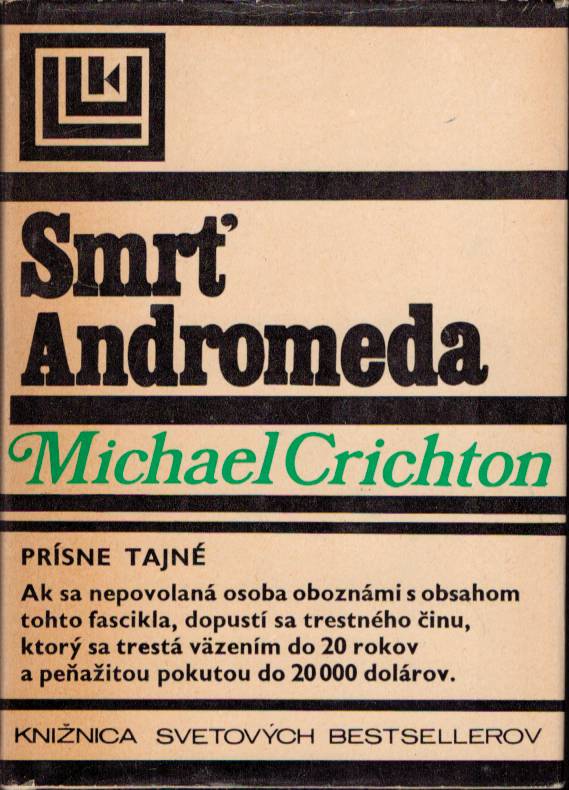 Smrť
Andromeda
Michael Crichton
PRÍSNE TAJNÉ
Ak sa nepovolaná osoba oboznámi s obsahom
tohto fascikla, dopustí sa trestného činu,
ktorý sa trestá väzením do 20 rokov
a peňažitou pokutou do 20 000 dolárov.
KNIŽNICA SVETOVÝCH BESTSELLEROV